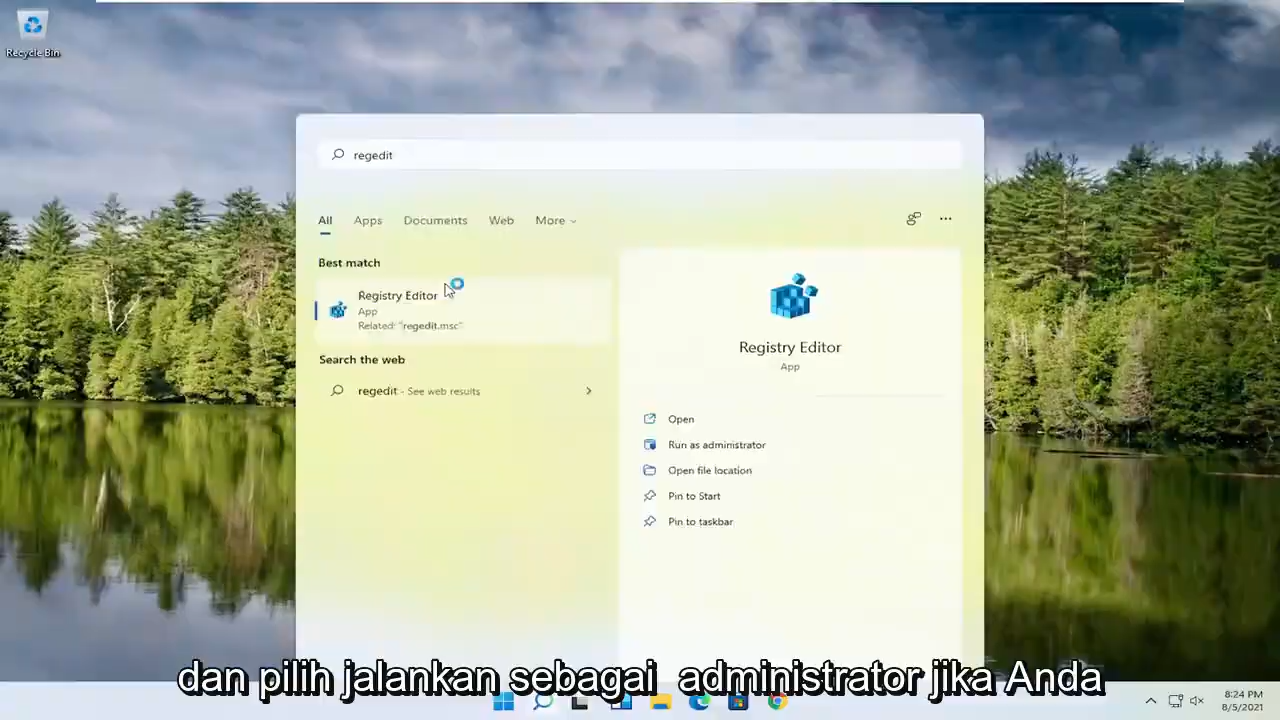 Recycle Bin
regedit
All Apps Documents Web More
Best match
Registry Editor
App
Related: "regedit.msc"
Search the web
regedit - See web results
Registry Editor
App
Open
Run as administrator
Open file location
Pin to Start
Pin to taskbar
dan pilih jalankan sebagai administrator jika Anda
8:24 PM
8/5/2021